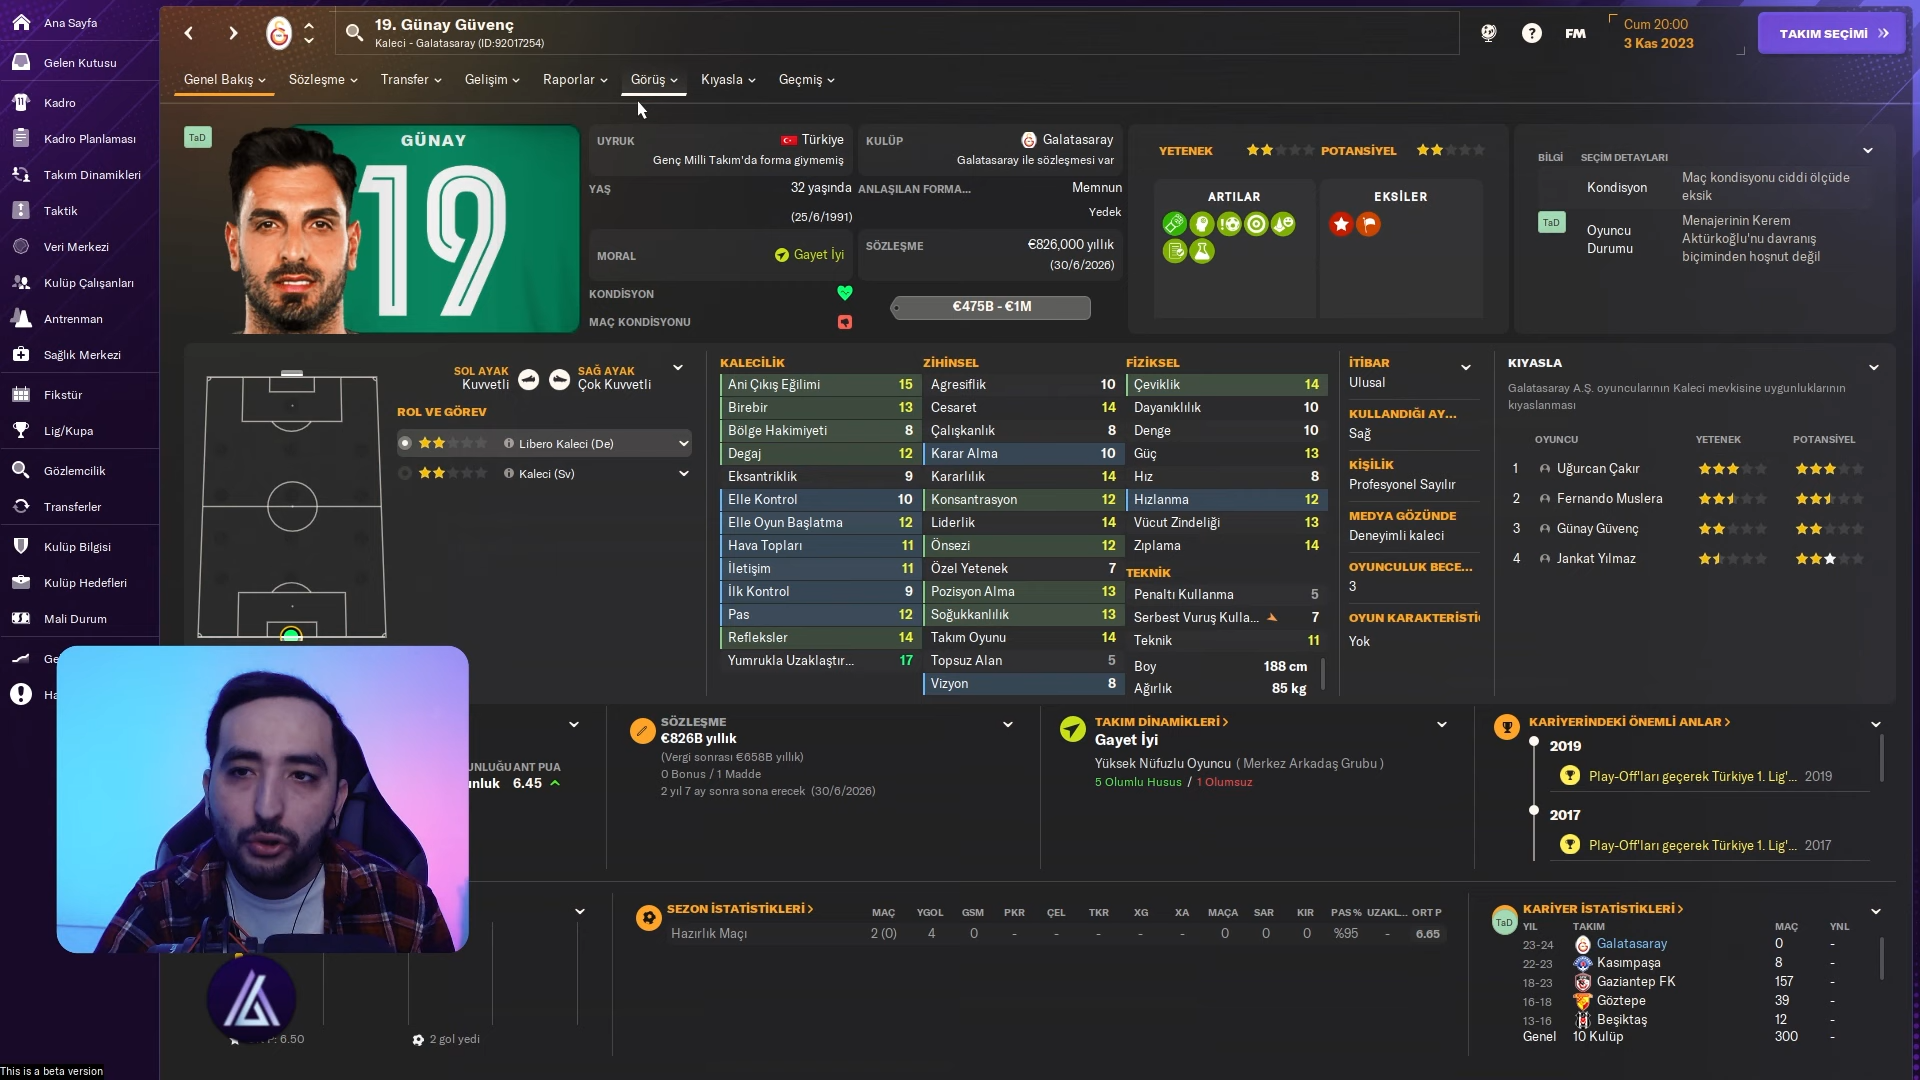 Ana Sayfa
Gelen Kutusu
Kadro
Kadro Planlaması
Takım Dinamikleri
Taktik
Veri Merkezi
Kulüp Çalışanları
Antrenman
Sağlık Merkezi
Fikstür
Lig/Kupa
Gözlemcilik
Transferler
Kulüp Bilgisi
Kulüp Hedefleri
Mali Durum
19. Günay Güvenç
Kaleci - Galatasaray (ID:92017254)
FM
Cum 20:00
3 Kas 2023
TAKIM SEÇİMİ
Genel Bakış
Sözleşme
Transfer
Gelişim
Raporlar
Görüş
Kıyasla
Geçmiş
TaD
GÜNAY
19
UYRUK
Türkiye
Genç Milli Takım'da forma giymemiş
YAŞ
32 yaşında
(25/6/1991)
MORAL
Gayet İyi
KONDİSYON
MAÇ KONDİSYONU
KULÜP
Galatasaray
Galatasaray ile sözleşmesi var
ANLAŞILAN FORMA...
Memnun
Yedek
SÖZLEŞME
€826,000 yıllık
(30/6/2026)
€475B - €1M
YETENEK
POTANSİYEL
ARTILAR
EKSİLER
BİLGİ
SEÇİM DETAYLARI
Kondisyon
Maç kondisyonu ciddi ölçüde
eksik
TaD
Oyuncu
Durumu
Menajerinin Kerem
Aktürkoğlu'nu davranış
biçiminden hoşnut değil
SOL AYAK
Kuvvetli
SAĞ AYAK
Çok Kuvvetli
ROL VE GÖREV
Libero Kaleci (De)
Kaleci (Sv)
KALECİLİK
Ani Çıkış Eğilimi 15
Birebir 13
Bölge Hakimiyeti 8
Degaj 12
Eksantriklik 9
Elle Kontrol 10
Elle Oyun Başlatma 12
Hava Topları 11
İletişim 11
İlk Kontrol 9
Pas 12
Refleksler 14
Yumrukla Uzaklaştır... 17
ZİHİNSEL
Agresiflik 10
Cesaret 14
Çalışkanlık 8
Karar Alma 10
Kararlılık 14
Konsantrasyon 12
Liderlik 14
Önsezi 12
Özel Yetenek 7
Pozisyon Alma 13
Soğukkanlılık 13
Takım Oyunu 14
Topsuz Alan 5
Vizyon 8
FİZİKSEL
Çeviklik 14
Dayanıklılık 10
Denge 10
Güç 13
Hız 8
Hızlanma 12
Vücut Zindeliği 13
Zıplama 14
TEKNİK
Penaltı Kullanma 5
Serbest Vuruş Kulla... 7
Teknik 11
Boy 188 cm
Ağırlık 85 kg
İTİBAR
Ulusal
KULLANDIĞI AY...
Sağ
KİŞİLİK
Profesyonel Sayılır
MEDYA GÖZÜNDE
Deneyimli kaleci
OYUNCULUK BECE...
3
OYUN KARAKTERİSTİ
Yok
KIYASLA
Galatasaray A.Ş. oyuncularının Kaleci mevkisine uygunluklarının
kıyaslanması
OYUNCU YETENEK POTANSİYEL
1 Uğurcan Çakır
2 Fernando Muslera
3 Günay Güvenç
4 Jankat Yılmaz
UNLUĞU ANT PUA
unluk 6.45
SÖZLEŞME
€826B yıllık
(Vergi sonrası €658B yıllık)
0 Bonus / 1 Madde
2 yıl 7 ay sonra sona erecek (30/6/2026)
TAKIM DİNAMİKLERİ
Gayet İyi
Yüksek Nüfuzlu Oyuncu ( Merkez Arkadaş Grubu )
5 Olumlu Husus / 1 Olumsuz
KARİYERİNDEKİ ÖNEMLİ ANLAR
2019
Play-Off'ları geçerek Türkiye 1. Lig'... 2019
2017
Play-Off'ları geçerek Türkiye 1. Lig'... 2017
: 6.50
2 gol yedi
SEZON İSTATİSTİKLERİ
MAÇ YGOL GSM PKR ÇEL TKR XG XA MAÇA SAR KIR PAS % UZAKL... ORT P
Hazırlık Maçı 2 (0) 4 0 - - - - - 0 0 0 %95 - 6.65
TaD
KARİYER İSTATİSTİKLERİ
YIL TAKIM MAÇ YNL
23-24 Galatasaray 0 -
22-23 Kasımpaşa 8 -
18-23 Gaziantep FK 157 -
16-18 Göztepe 39 -
13-16 Beşiktaş 12 -
Genel 10 Kulüp 300 -
This is a beta version